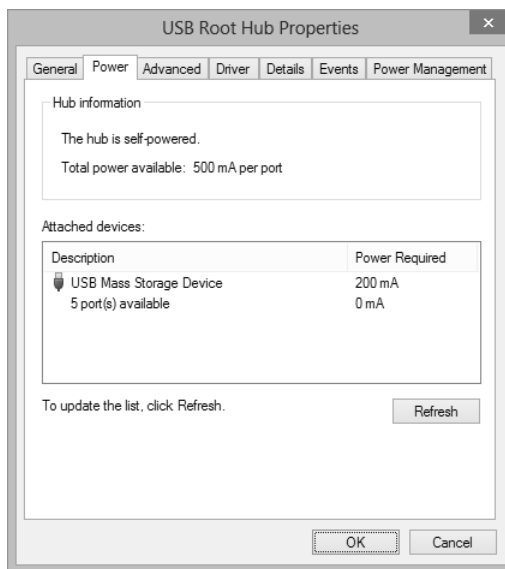 USB Root Hub Properties
General Power Advanced Driver Details Events Power Management
Hub information
The hub is self-powered.
Total power available: 500 mA per port
Attached devices:
Description Power Required
USB Mass Storage Device 200 mA
5 port(s) available 0 mA
To update the list, click Refresh.
Refresh
OK Cancel